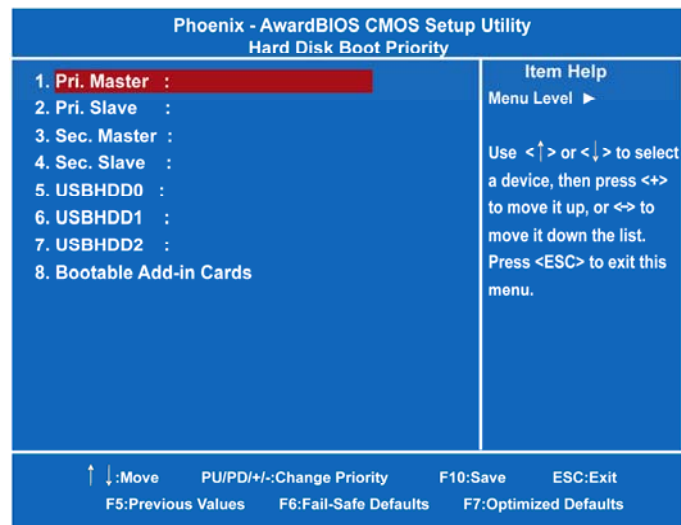 Phoenix - AwardBIOS CMOS Setup Utility
Hard Disk Boot Priority
1. Pri. Master :
2. Pri. Slave :
3. Sec. Master :
4. Sec. Slave :
5. USBHDD0 :
6. USBHDD1 :
7. USBHDD2 :
8. Bootable Add-in Cards
Item Help
Menu Level ►
Use <↑> or <↓> to select
a device, then press <+>
to move it up, or <-> to
move it down the list.
Press <ESC> to exit this
menu.
↑ ↓:Move PU/PD/+/-:Change Priority F10:Save ESC:Exit
F5:Previous Values F6:Fail-Safe Defaults F7:Optimized Defaults